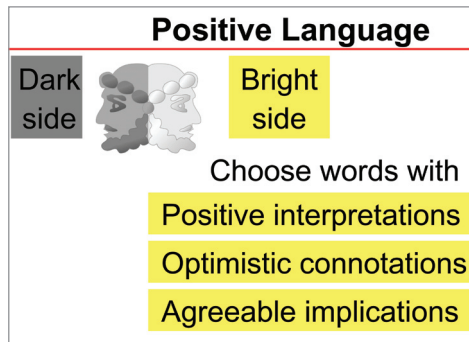 Positive Language
Dark
side
Bright
side
Choose words with
Positive interpretations
Optimistic connotations
Agreeable implications